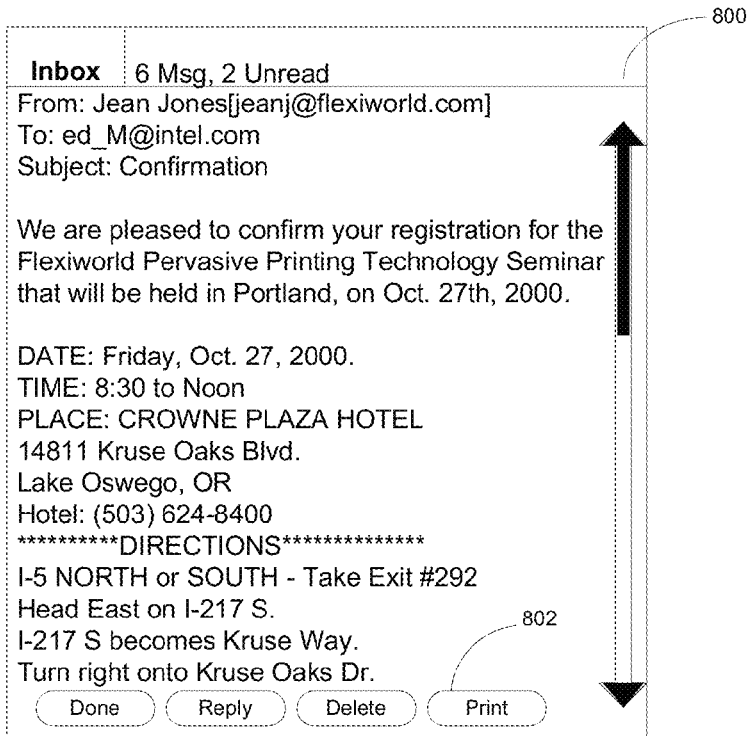 800
Inbox 6 Msg, 2 Unread
From: Jean Jones[jeanj@flexiworld.com]
To: ed_M@intel.com
Subject: Confirmation
We are pleased to confirm your registration for the
Flexiworld Pervasive Printing Technology Seminar
that will be held in Portland, on Oct. 27th, 2000.
DATE: Friday, Oct. 27, 2000.
TIME: 8:30 to Noon
PLACE: CROWNE PLAZA HOTEL
14811 Kruse Oaks Blvd.
Lake Oswego, OR
Hotel: (503) 624-8400
**********DIRECTIONS**************
I-5 NORTH or SOUTH - Take Exit #292
Head East on I-217 S.
802
I-217 S becomes Kruse Way.
Turn right onto Kruse Oaks Dr.
Done Reply Delete Print